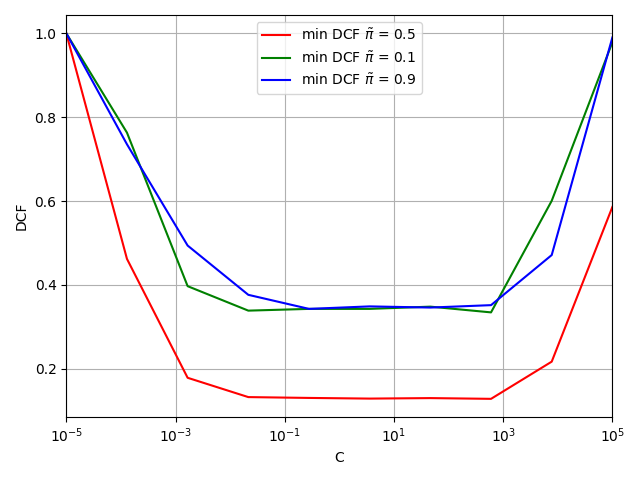 min DCF π̃ = 0.5
min DCF π̃ = 0.1
min DCF π̃ = 0.9
DCF
1.0
0.8
0.6
0.4
0.2
10⁻⁵ 10⁻³ 10⁻¹ 10¹ 10³ 10⁵
C